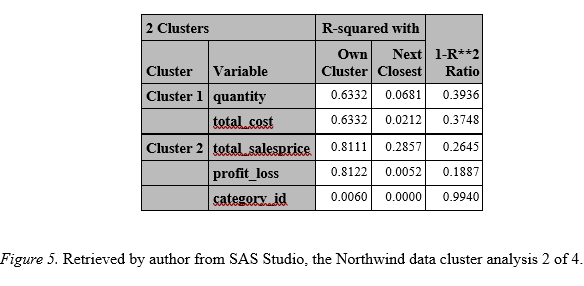 2 Clusters R-squared with 1-R**2 Ratio
Cluster Variable Own Cluster Next Closest
Cluster 1 quantity 0.6332 0.0681 0.3936
total_cost 0.6332 0.0212 0.3748
Cluster 2 total_salesprice 0.8111 0.2857 0.2645
profit_loss 0.8122 0.0052 0.1887
category_id 0.0060 0.0000 0.9940
Figure 5. Retrieved by author from SAS Studio, the Northwind data cluster analysis 2 of 4.